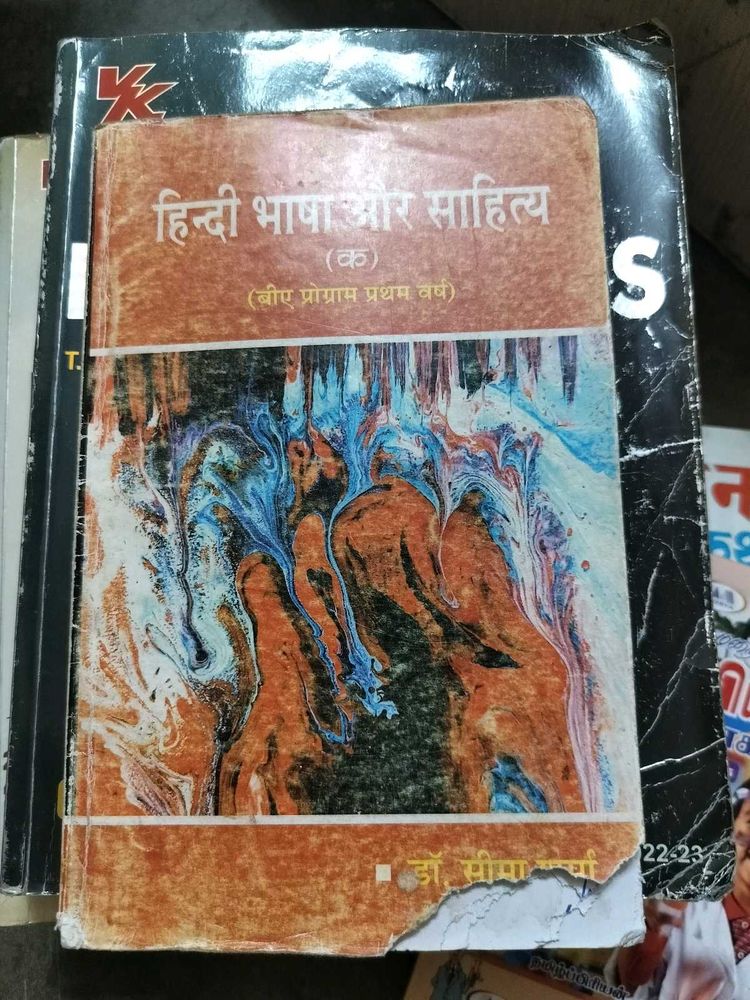 VK
हिन्दी भाषा और साहित्य
(क)
(बीए प्रोग्राम प्रथम वर्ष)
S
T.
डॉ. सीमा शर्मा
22-23